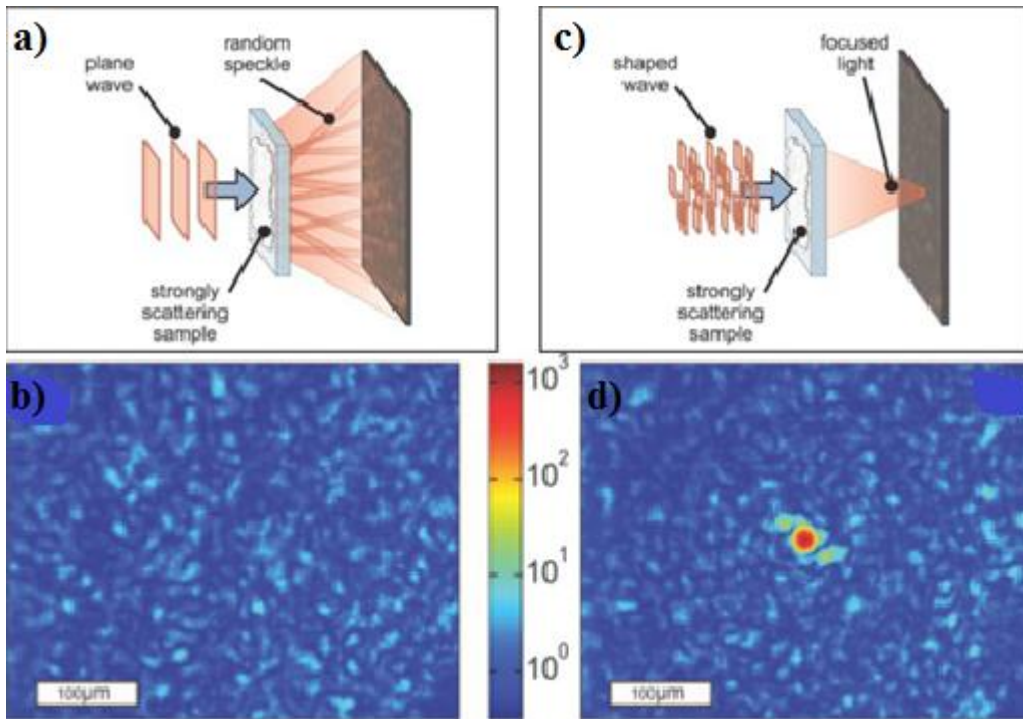 a)
plane
wave
random
speckle
strongly
scattering
sample
c)
shaped
wave
focused
light
strongly
scattering
sample
b)
100µm
10³
10²
10¹
10⁰
d)
100µm